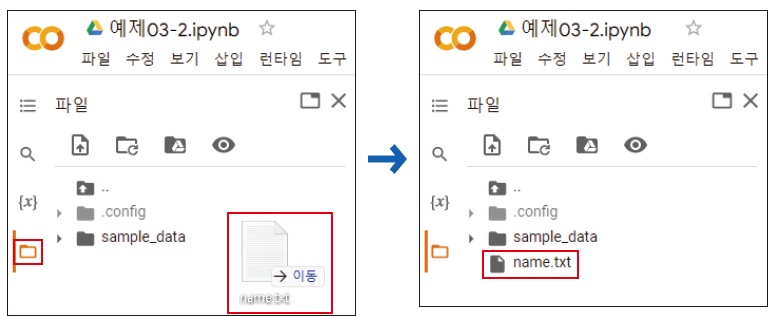 예제03-2.ipynb
파일 수정 보기 삽입 런타임 도구
파일
..
{x}
.config
sample_data
이동
name.txt
예제03-2.ipynb
파일 수정 보기 삽입 런타임 도구
파일
..
{x}
.config
sample_data
name.txt